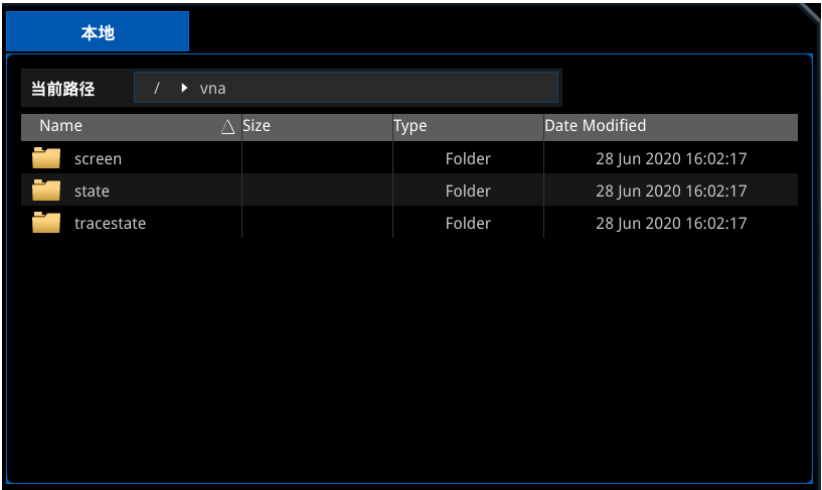 本地
当前路径 / vna
Name Size Type Date Modified
screen Folder 28 Jun 2020 16:02:17
state Folder 28 Jun 2020 16:02:17
tracestate Folder 28 Jun 2020 16:02:17